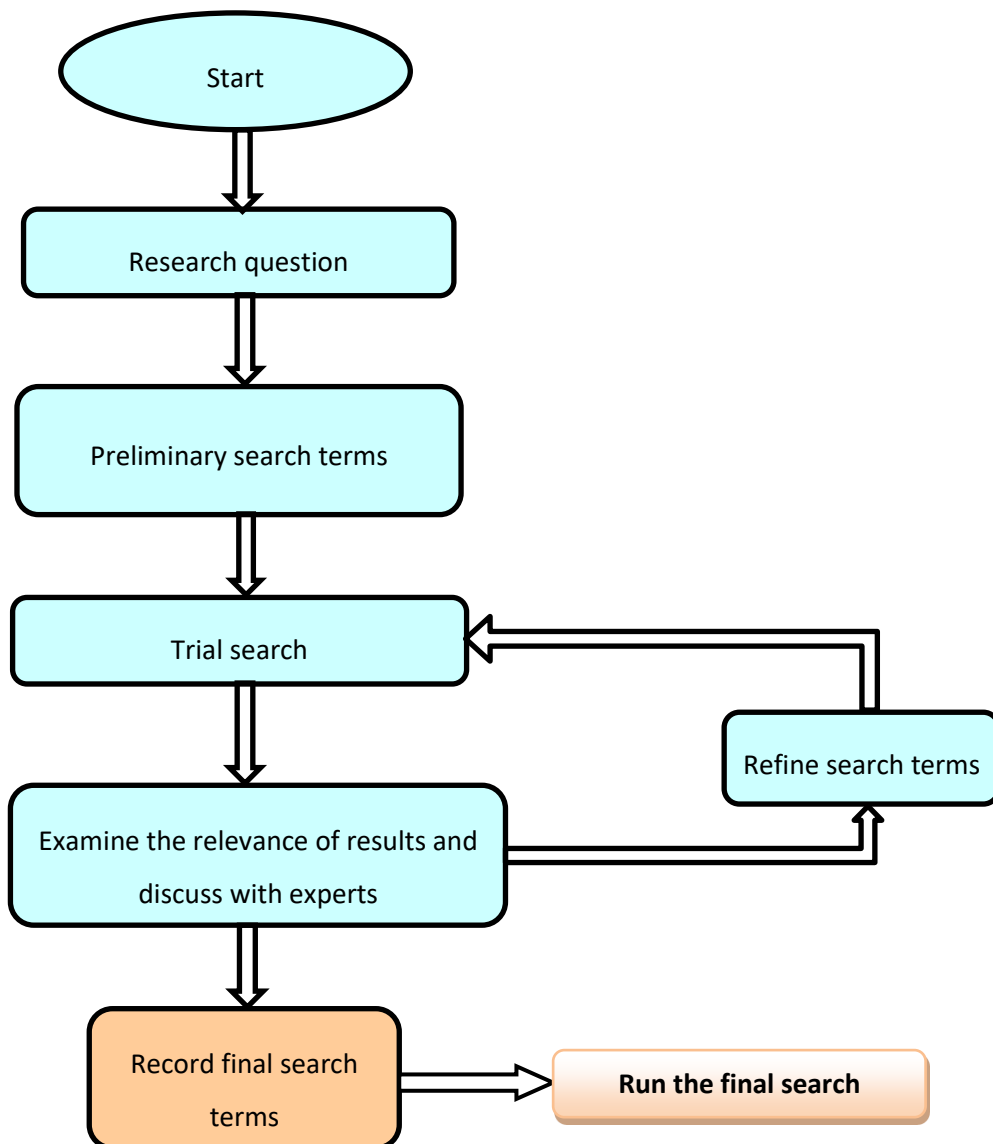 Start
Research question
Preliminary search terms
Trial search
Refine search terms
Examine the relevance of results and
discuss with experts
Record final search
terms
Run the final search